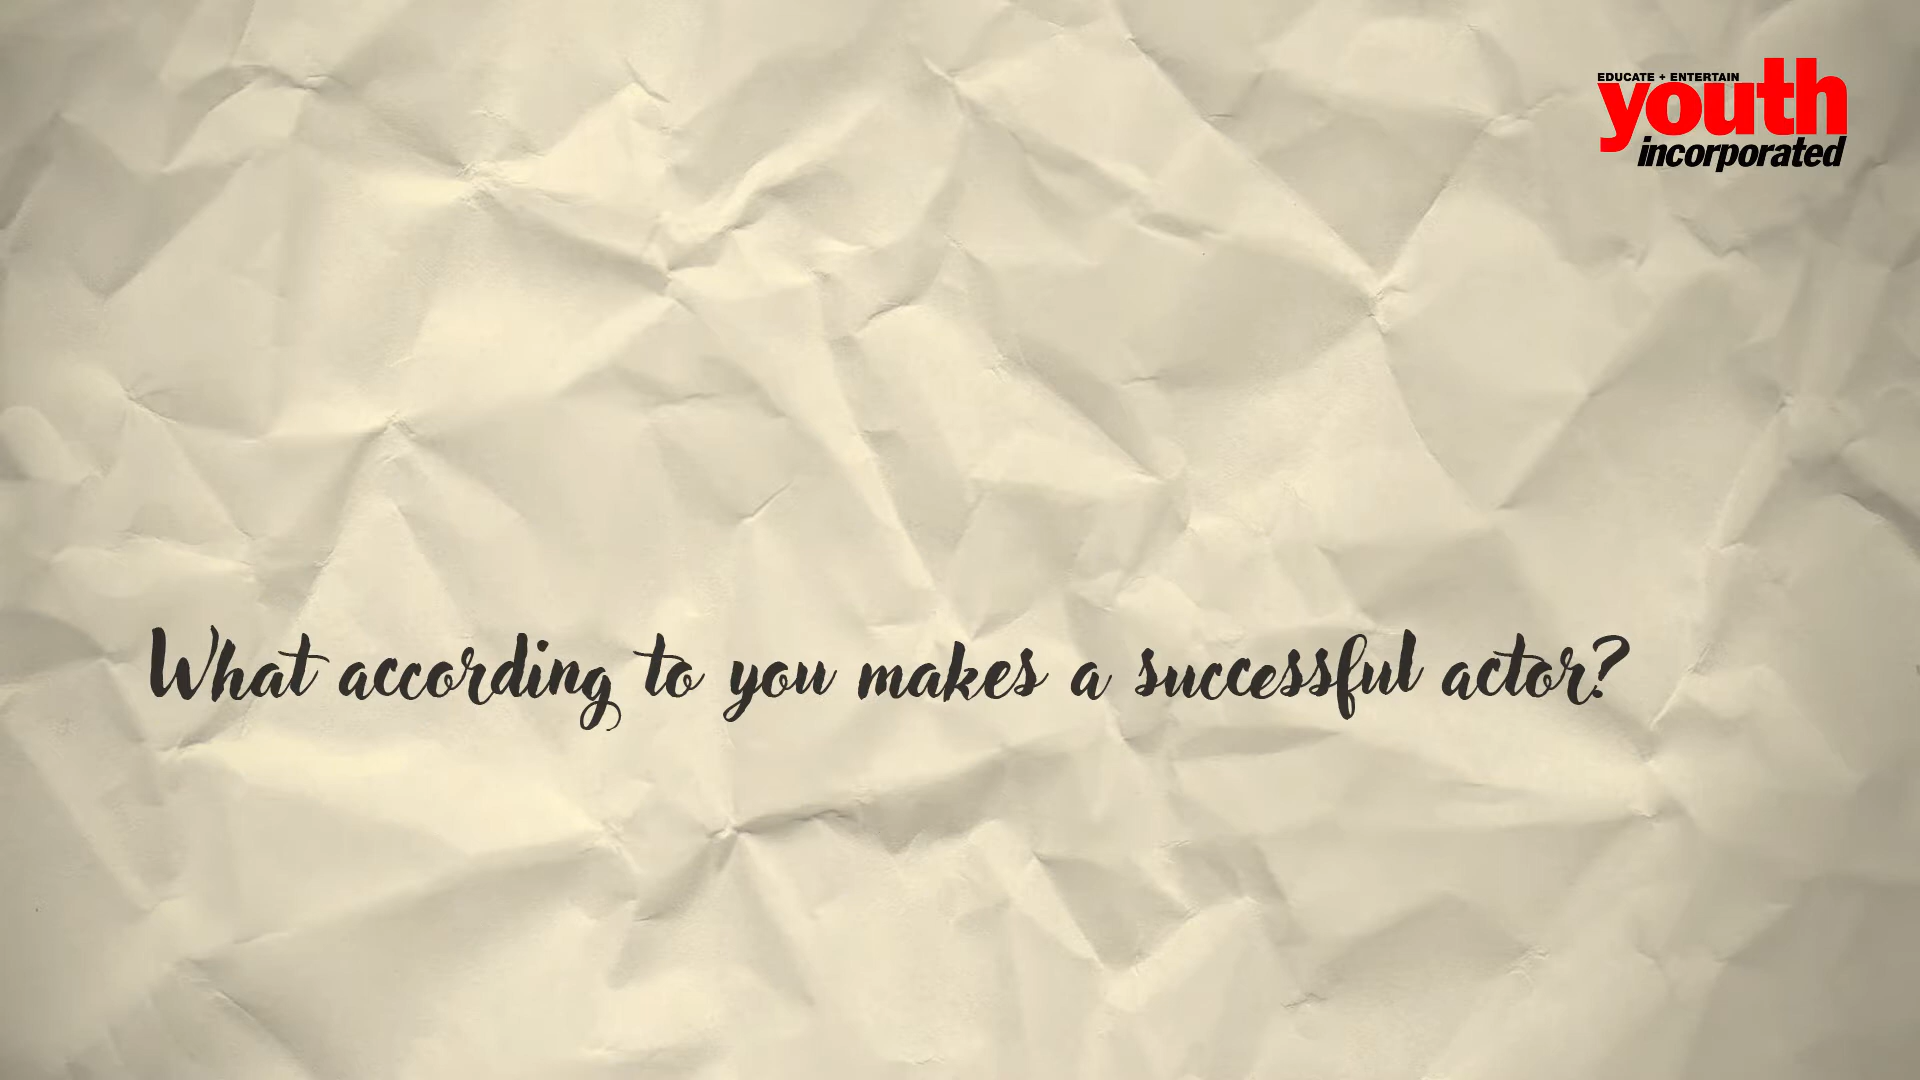 EDUCATE + ENTERTAIN
youth
incorporated
What according to you makes a successful actor?